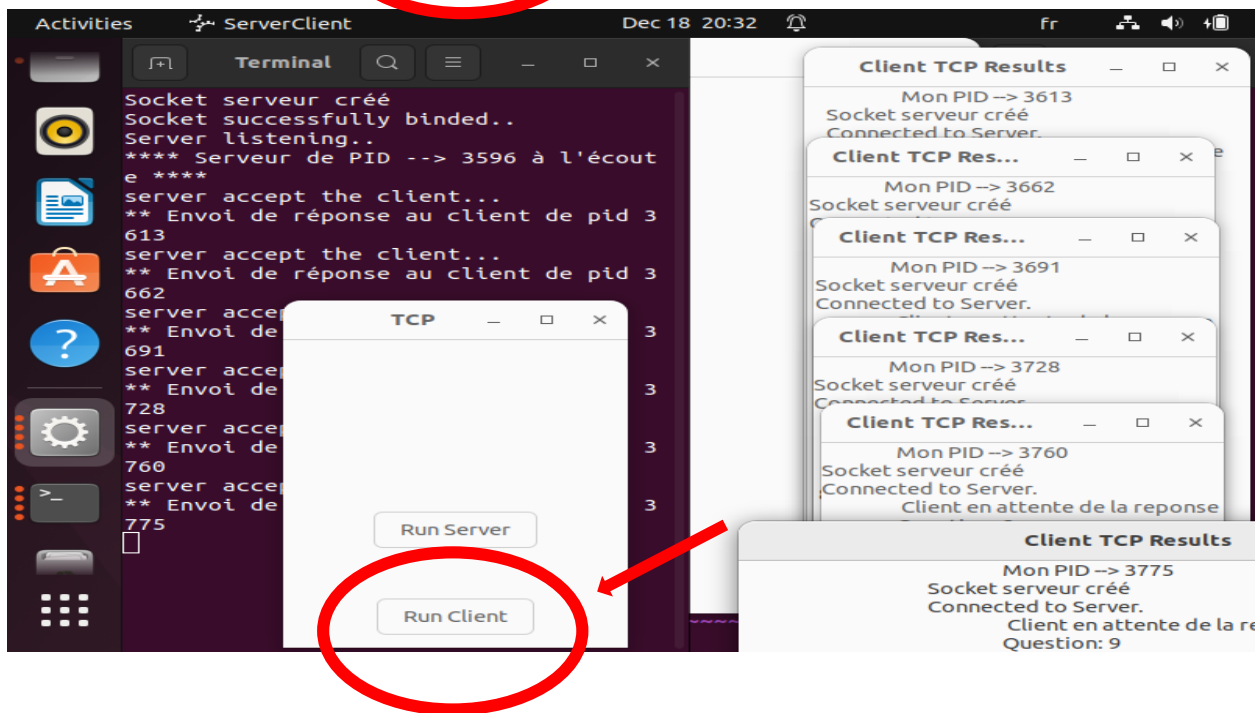 Activities ServerClient Dec 18 20:32 fr
Terminal
Socket serveur créé
Socket successfully binded..
Server listening..
**** Serveur de PID --> 3596 à l'écout
e ****
server accept the client...
** Envoi de réponse au client de pid 3
613
server accept the client...
** Envoi de réponse au client de pid 3
662
server accep
** Envoi de 3
691
server accep
** Envoi de 3
728
server accep
** Envoi de 3
760
server accep
** Envoi de 3
775
TCP
Run Server
Run Client
Client TCP Results
Mon PID --> 3613
Socket serveur créé
Connected to Server.
e
Client TCP Res...
Mon PID --> 3662
Socket serveur créé
Client TCP Res...
Mon PID --> 3691
Socket serveur créé
Connected to Server.
Client TCP Res...
Mon PID --> 3728
Socket serveur créé
Connected to Server.
Client TCP Res...
Mon PID --> 3760
Socket serveur créé
Connected to Server.
Client en attente de la reponse
Client TCP Results
Mon PID --> 3775
Socket serveur créé
Connected to Server.
Client en attente de la re
Question: 9
~~~~